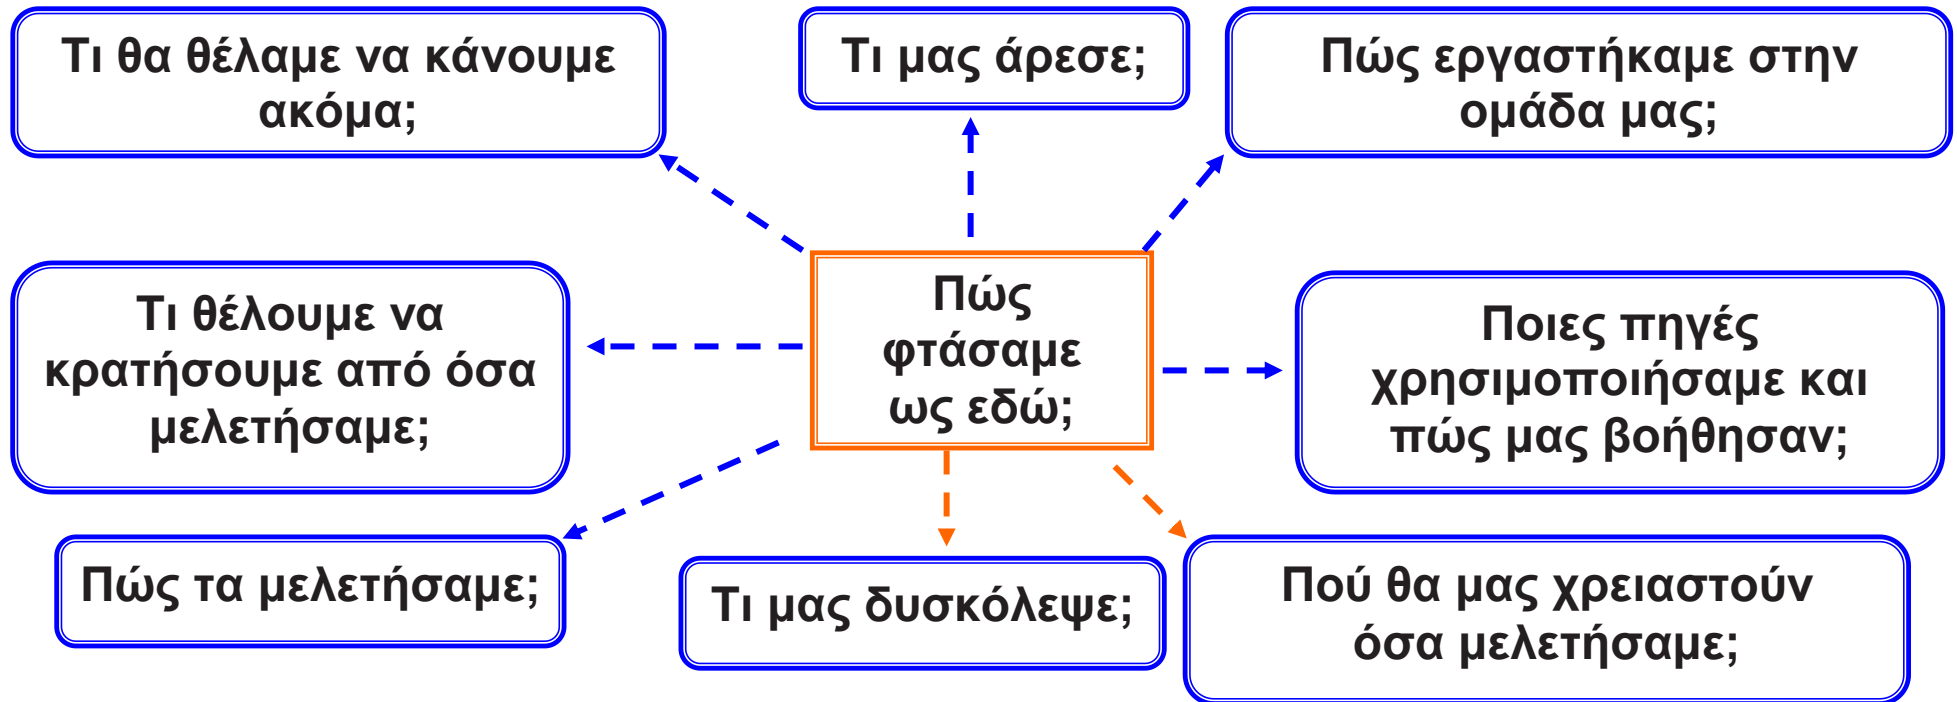 Τι θα θέλαμε να κάνουμε
ακόμα;
Τι μας άρεσε;
Πώς εργαστήκαμε στην
ομάδα μας;
Τι θέλουμε να
κρατήσουμε από όσα
μελετήσαμε;
Πώς
φτάσαμε
ως εδώ;
Ποιες πηγές
χρησιμοποιήσαμε και
πώς μας βοήθησαν;
Πώς τα μελετήσαμε;
Τι μας δυσκόλεψε;
Πού θα μας χρειαστούν
όσα μελετήσαμε;